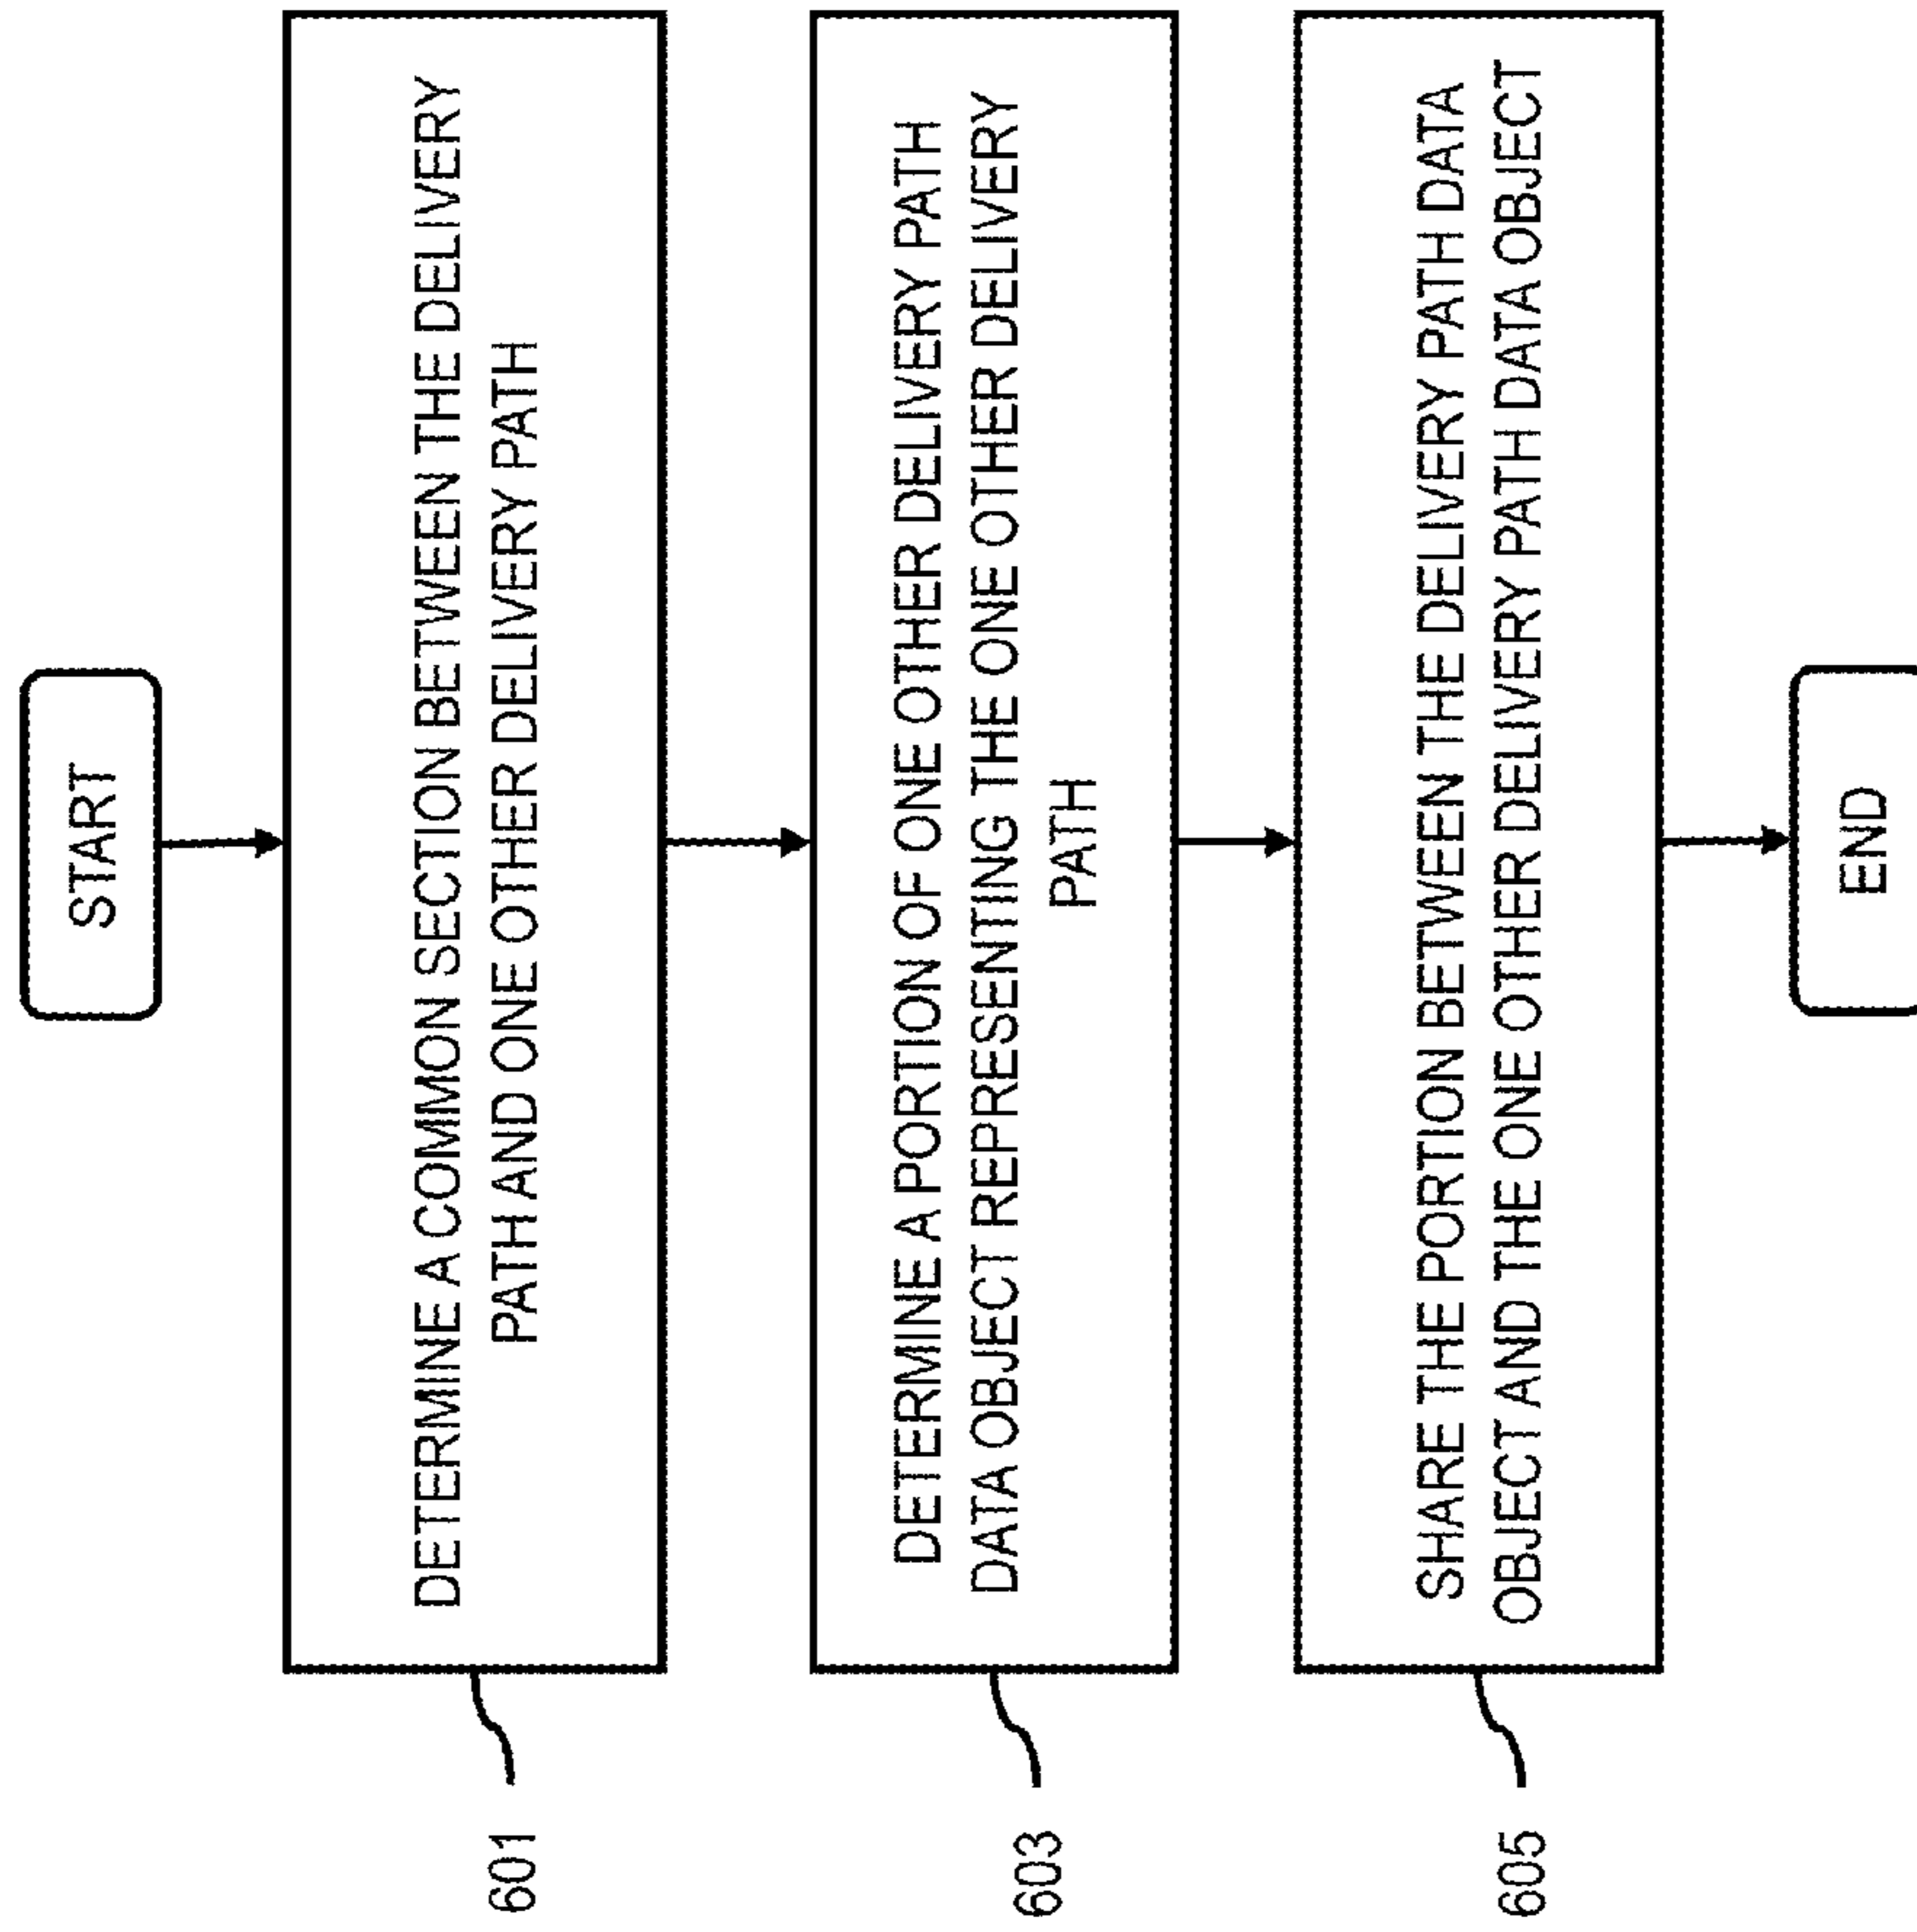 START
DETERMINE A COMMON SECTION BETWEEN THE DELIVERY
PATH AND ONE OTHER DELIVERY PATH
601
DETERMINE A PORTION OF ONE OTHER DELIVERY PATH
DATA OBJECT REPRESENTING THE ONE OTHER DELIVERY
PATH
603
SHARE THE PORTION BETWEEN THE DELIVERY PATH DATA
OBJECT AND THE ONE OTHER DELIVERY PATH DATA OBJECT
605
END